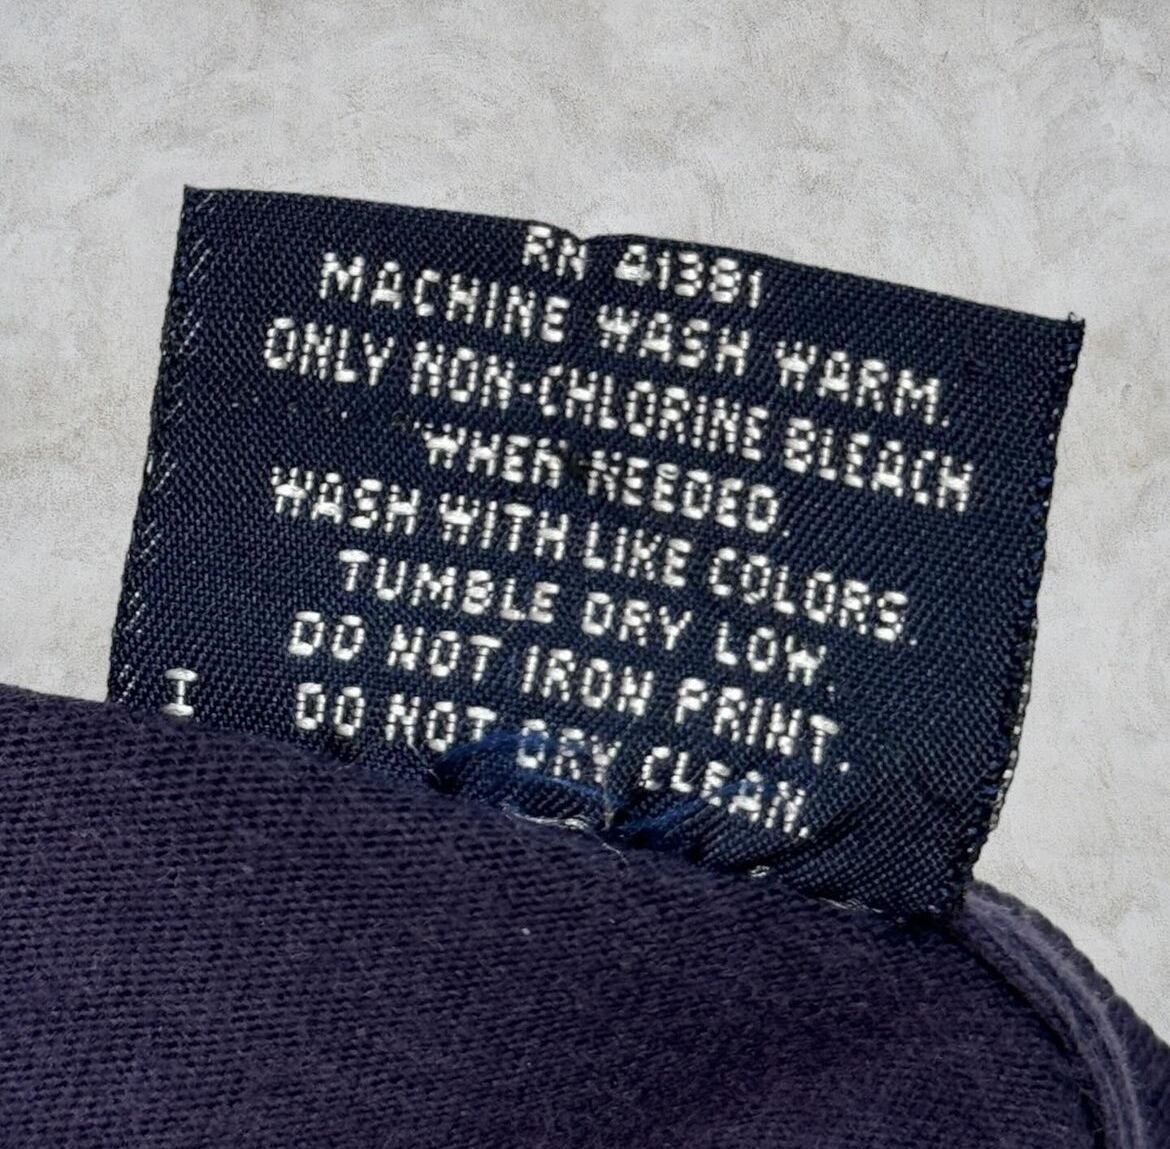 RN 41381
MACHINE WASH WARM.
ONLY NON-CHLORINE BLEACH
WHEN NEEDED.
WASH WITH LIKE COLORS.
TUMBLE DRY LOW.
DO NOT IRON PRINT.
DO NOT DRY CLEAN.
I